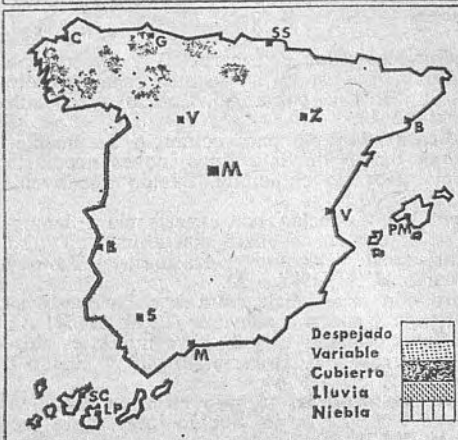 C
G
SS
V
Z
B
M
V
PM
B
S
M
SC
LP
Despejado
Variable
Cubierto
Lluvia
Niebla